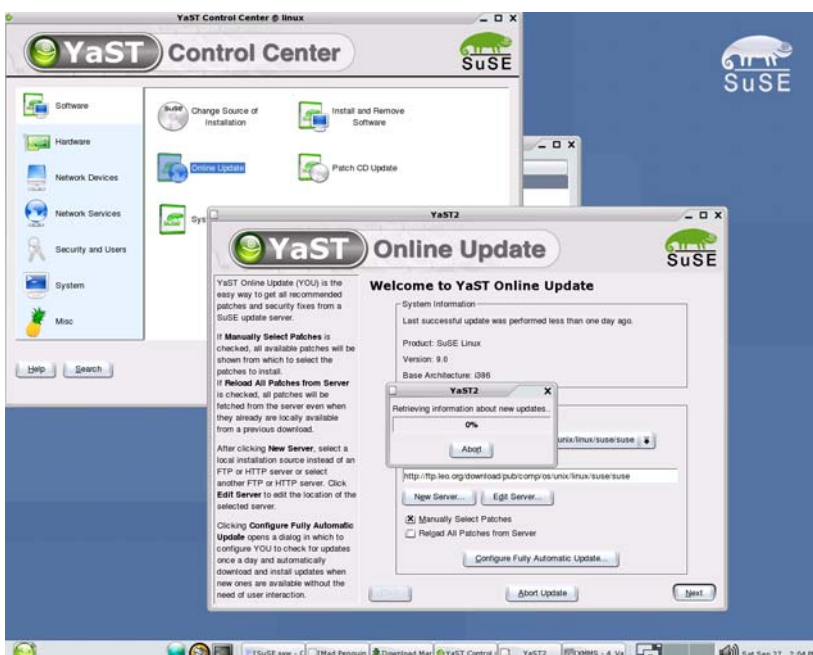 YaST Control Center @ linux
YaST Control Center
SuSE
SuSE
Software
Hardware
Network Devices
Network Services
Security and Users
System
Misc
Help
Search
SuSE
Change Source of
Installation
Install and Remove
Software
Online Update
Patch CD Update
SuSE
Sys
YaST2
YaST Online Update
SuSE
YaST Online Update (YOU) is the
easy way to get all recommended
patches and security fixes from a
SuSE update server.
If Manually Select Patches is
checked, all available patches will be
shown from which to select the
patches to install.
If Reload All Patches from Server
is checked, all patches will be
fetched from the server even when
they already are locally available
from a previous download.
After clicking New Server, select a
local installation source instead of an
FTP or HTTP server or select
another FTP or HTTP server. Click
Edit Server to edit the location of the
selected server.
Clicking Configure Fully Automatic
Update opens a dialog in which to
configure YOU to check for updates
once a day and automatically
download and install updates when
new ones are available without the
need of user interaction.
Welcome to YaST Online Update
System Information
Last successful update was performed less than one day ago.
Product: SuSE Linux
Version: 9.0
Base Architecture: i386
YaST2
Retrieving information about new updates..
0%
Abort
unix/linux/suse/suse
http://ftp.leo.org/download/pub/comp/os/unix/linux/suse/suse
New Server...
Edit Server...
Manually Select Patches
Reload All Patches from Server
Configure Fully Automatic Update...
Abort Update
Next
Mad Penguin
Download Mar
YaST Control
YaST2
XMMS - 4. Va
Sat Sep 27